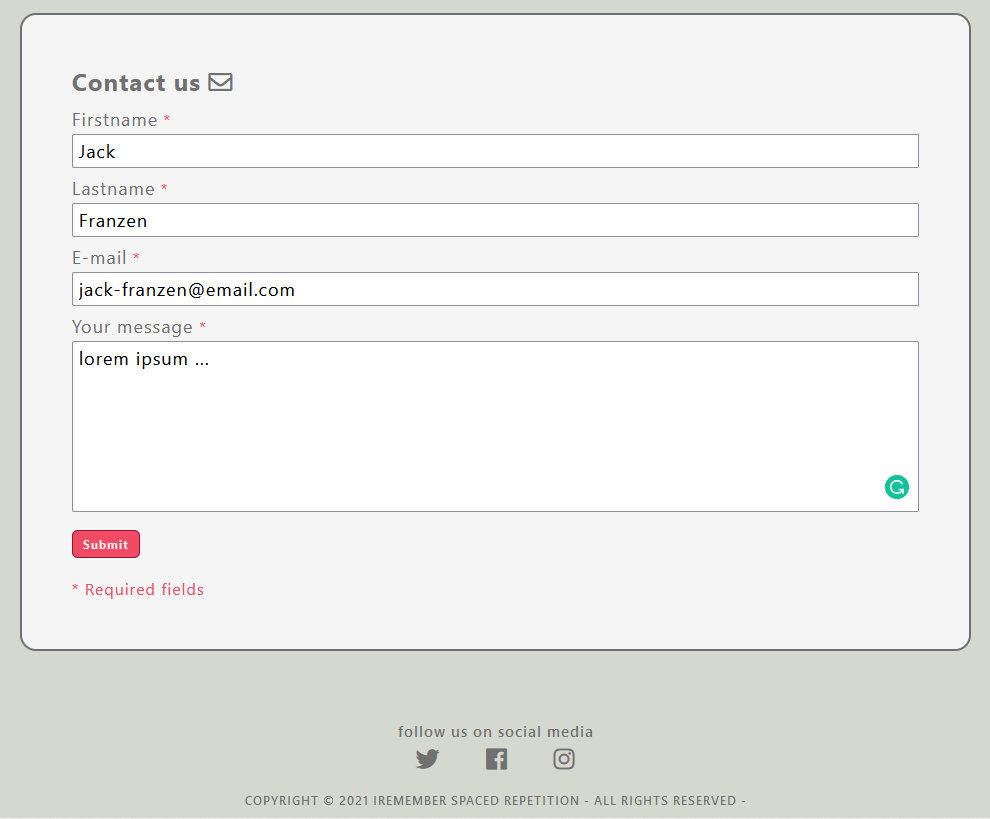 Contact us
Firstname *
Jack
Lastname *
Franzen
E-mail *
jack-franzen@email.com
Your message *
lorem ipsum ...
Submit
* Required fields
follow us on social media
COPYRIGHT © 2021 IREMEMBER SPACED REPETITION - ALL RIGHTS RESERVED -